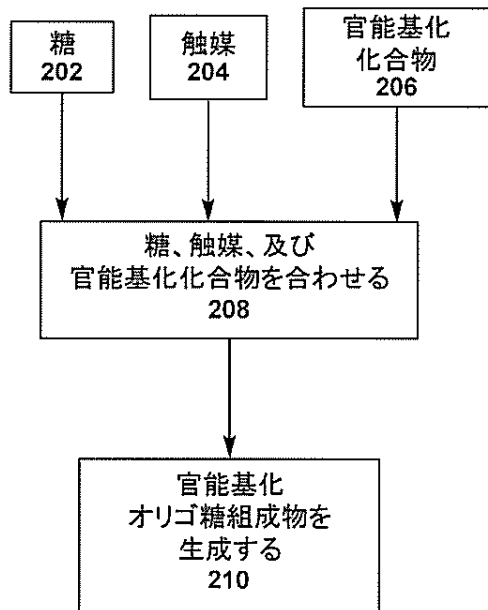 糖
202
触媒
204
官能基化
化合物
206
糖、触媒、及び
官能基化化合物を合わせる
208
官能基化
オリゴ糖組成物を
生成する
210